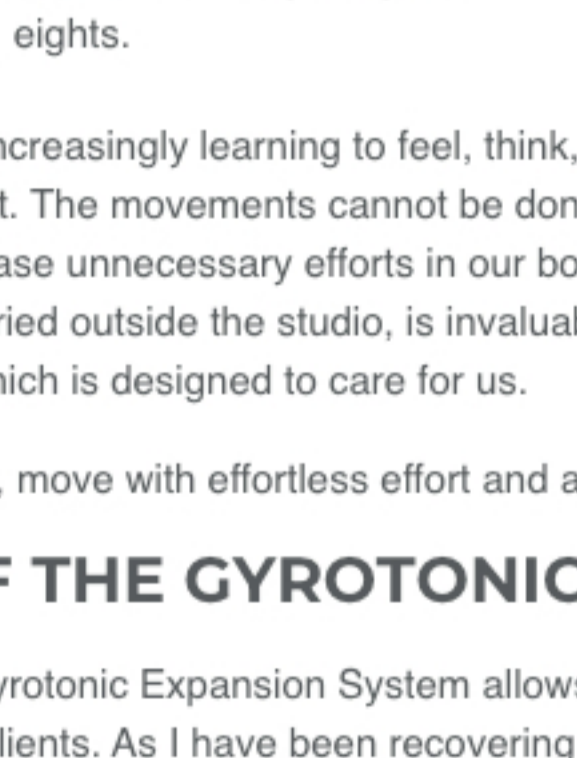 eights.
ncreasingly learning to feel, think,
t. The movements cannot be don
ase unnecessary efforts in our bo
ried outside the studio, is invalual
hich is designed to care for us.
, move with effortless effort and a
F THE GYROTONIC
yrotonic Expansion System allows
lients. As I have been recovering